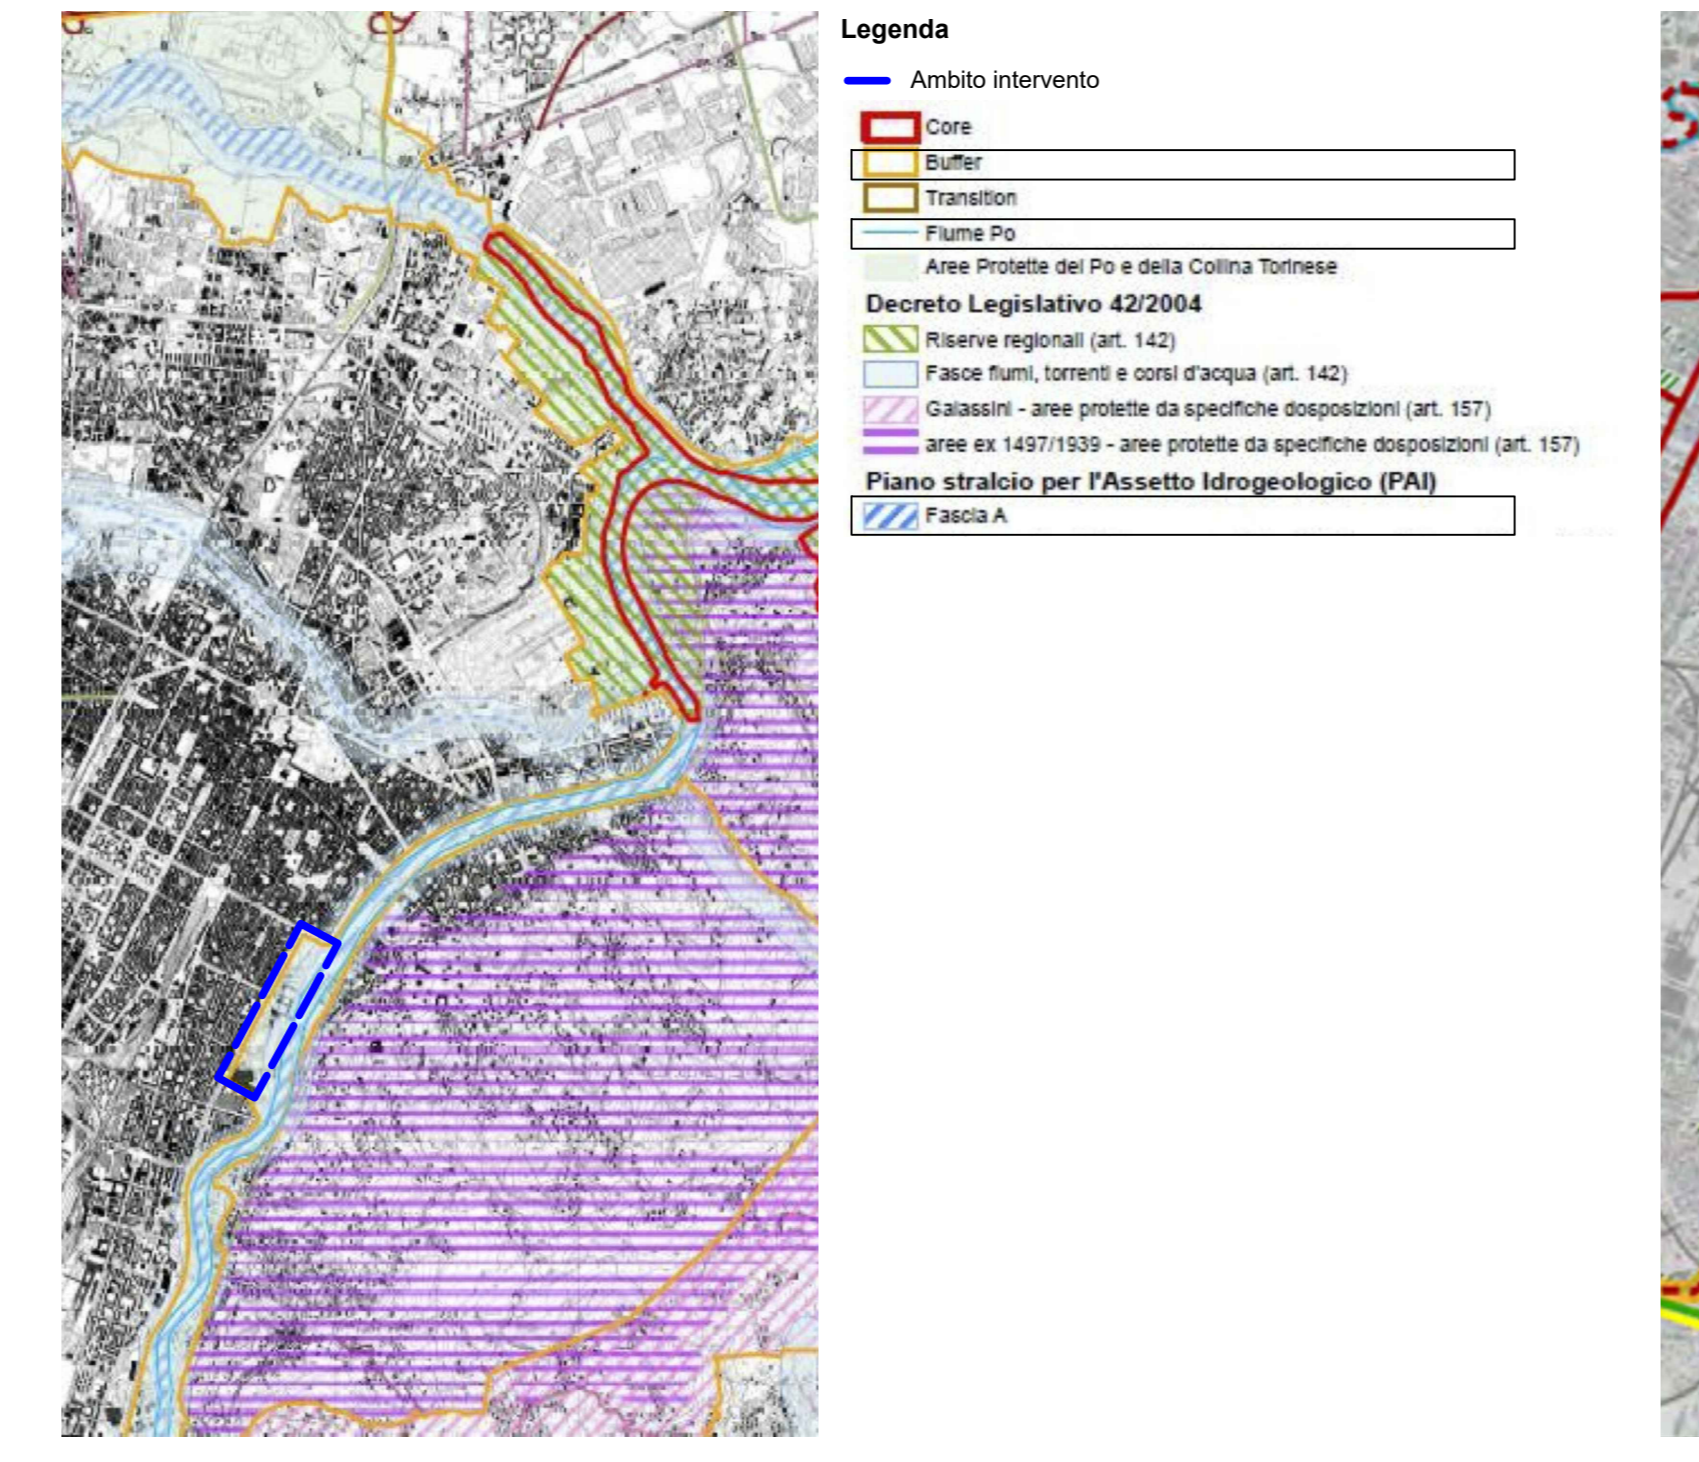 Legenda
Ambito intervento
Core
Buffer
Transition
Fiume Po
Aree Protette del Po e della Collina Torinese
Decreto Legislativo 42/2004
Riserve regionali (art. 142)
Fasce fiumi, torrenti e corsi d'acqua (art. 142)
Galassini - aree protette da specifiche dosposizioni (art. 157)
aree ex 1497/1939 - aree protette da specifiche dosposizioni (art. 157)
Piano stralcio per l'Assetto Idrogeologico (PAI)
Fascia A